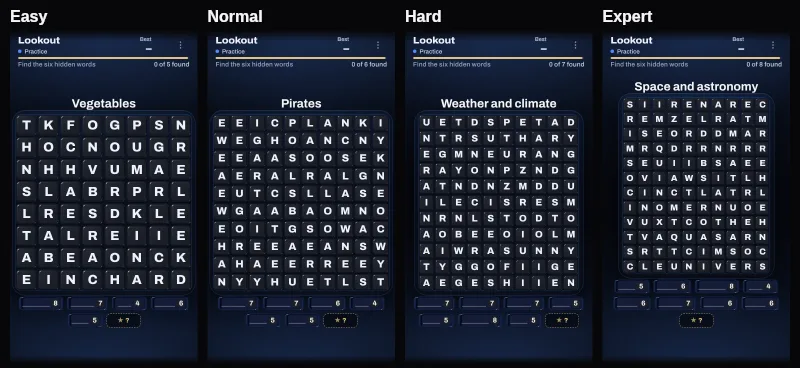 Easy
Lookout
Best
–
Practice
Find the six hidden words
0 of 5 found
Vegetables
T K F O G P S N
H O C N O U G R
N H H V U M A E
S L A B R P R L
L R E S D K L E
T A L R E I I E
A B E A O N C K
E I N C H A R D
8 7 4 6
5 ★ ?
Normal
Lookout
Best
–
Practice
Find the six hidden words
0 of 6 found
Pirates
E E I C P L A N K I
W E G H O A N C N Y
E E A A S O O S E K
A E R A L R A L G N
E U T C S L L A S E
W G A A B A O M N O
E O I T G S O W A C
H R E E A E A N S W
A H A E E R R E E Y
N Y Y H U E T L S T
7 7 6 4
5 5 ★ ?
Hard
Lookout
Best
–
Practice
Find the six hidden words
0 of 7 found
Weather and climate
U E T D S P E T A D
N T R S U T H A R Y
E G M N E U R A N G
R A Y O N P Z N D G
A T N D N Z M D D U
I L E C I S R E S M
N R N L S T O D T O
A O B E E O I O L M
A I W R A S U N N Y
T Y G G O F I I G E
A E G E S H I I E N
7 7 7 5
5 8 5 ★ ?
Expert
Lookout
Best
–
Practice
Find the six hidden words
0 of 8 found
Space and astronomy
S I I R E N A R E C
R E M Z E L R A T M
I S E O R D D M A R
M R Q D R R N R R R
S E U I I B S A E E
O V I A W S I T L H
C I N C T L A T R L
I N O M E R N U O E
V U X T C O T H E H
T V A Q U A S A R N
S R T T C I M S O C
C L E U N I V E R S
5 6 8 4
6 7 6 6
★ ?